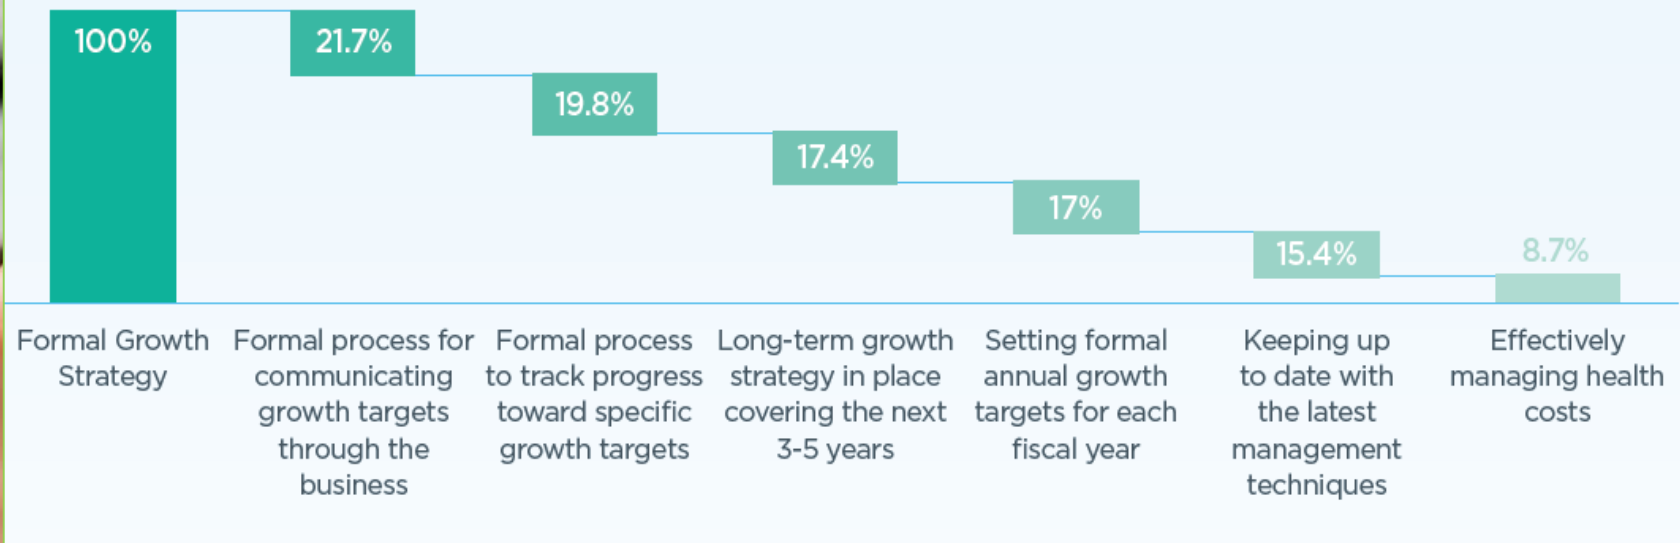 100%
21.7%
19.8%
17.4%
17%
15.4%
8.7%
Formal Growth
Strategy
Formal process for
communicating
growth targets
through the
business
Formal process
to track progress
toward specific
growth targets
Long-term growth
strategy in place
covering the next
3-5 years
Setting formal
annual growth
targets for each
fiscal year
Keeping up
to date with
the latest
management
techniques
Effectively
managing health
costs